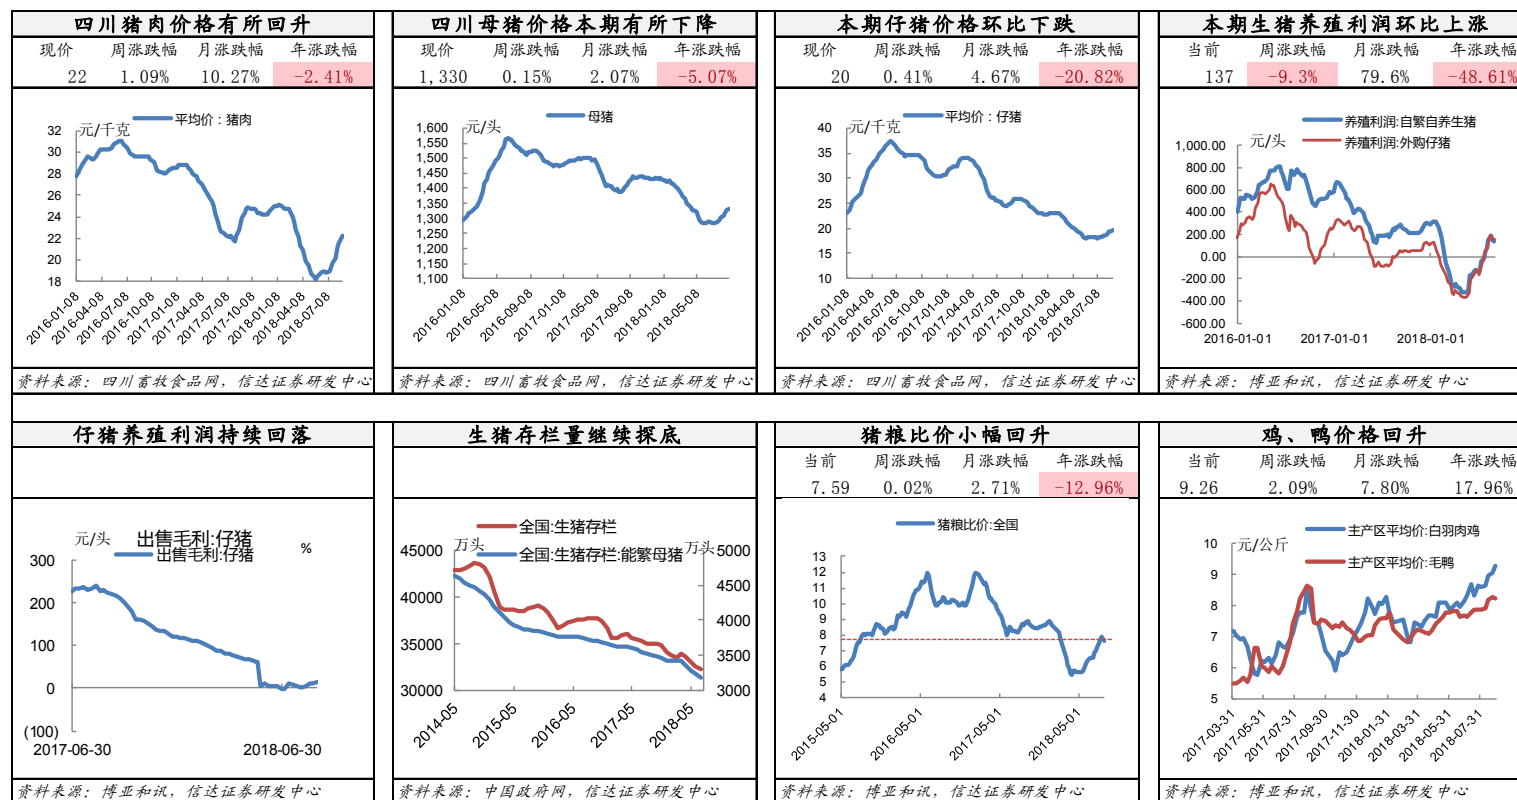 四川猪肉价格有所回升
现价 周涨跌幅 月涨跌幅 年涨跌幅
22 1.09% 10.27% -2.41%
元/千克
平均价：猪肉
32
30
28
26
24
22
20
18
2016-01-08
2016-04-08
2016-07-08
2016-10-08
2017-01-08
2017-04-08
2017-07-08
2017-10-08
2018-01-08
2018-04-08
2018-07-08
资料来源：四川畜牧食品网，信达证券研发中心
四川母猪价格本期有所下降
现价 周涨跌幅 月涨跌幅 年涨跌幅
1,330 0.15% 2.07% -5.07%
元/头
母猪
1,600
1,550
1,500
1,450
1,400
1,350
1,300
1,250
1,200
1,150
1,100
2016-01-08
2016-05-08
2016-09-08
2017-01-08
2017-05-08
2017-09-08
2018-01-08
2018-05-08
资料来源：四川畜牧食品网，信达证券研发中心
本期仔猪价格环比下跌
现价 周涨跌幅 月涨跌幅 年涨跌幅
20 0.41% 4.67% -20.82%
元/千克
平均价：仔猪
40
35
30
25
20
15
10
2016-01-08
2016-04-08
2016-07-08
2016-10-08
2017-01-08
2017-04-08
2017-07-08
2017-10-08
2018-01-08
2018-04-08
2018-07-08
资料来源：四川畜牧食品网，信达证券研发中心
本期生猪养殖利润环比上涨
当前 周涨跌幅 月涨跌幅 年涨跌幅
137 -9.3% 79.6% -48.61%
元/头
养殖利润:自繁自养生猪
养殖利润:外购仔猪
1,000.00
800.00
600.00
400.00
200.00
0.00
-200.00
-400.00
-600.00
2016-01-01
2017-01-01
2018-01-01
资料来源：博亚和讯，信达证券研发中心
仔猪养殖利润持续回落
元/头
出售毛利:仔猪
出售毛利:仔猪
%
300
200
100
0
(100)
2017-06-30
2018-06-30
资料来源：博亚和讯，信达证券研发中心
生猪存栏量继续探底
全国:生猪存栏
万头
全国:生猪存栏:能繁母猪
万头
45000
40000
35000
30000
5000
4500
4000
3500
3000
2014-05
2015-05
2016-05
2017-05
2018-05
资料来源：中国政府网，信达证券研发中心
猪粮比价小幅回升
当前 周涨跌幅 月涨跌幅 年涨跌幅
7.59 0.02% 2.71% -12.96%
猪粮比价:全国
13
12
11
10
9
8
7
6
5
4
2015-05-01
2016-05-01
2017-05-01
2018-05-01
资料来源：博亚和讯，信达证券研发中心
鸡、鸭价格回升
当前 周涨跌幅 月涨跌幅 年涨跌幅
9.26 2.09% 7.80% 17.96%
主产区平均价:白羽肉鸡
元/公斤
主产区平均价:毛鸭
10
9
8
7
6
5
2017-03-31
2017-05-31
2017-07-31
2017-09-30
2017-11-30
2018-01-31
2018-03-31
2018-05-31
2018-07-31
资料来源：博亚和讯，信达证券研发中心